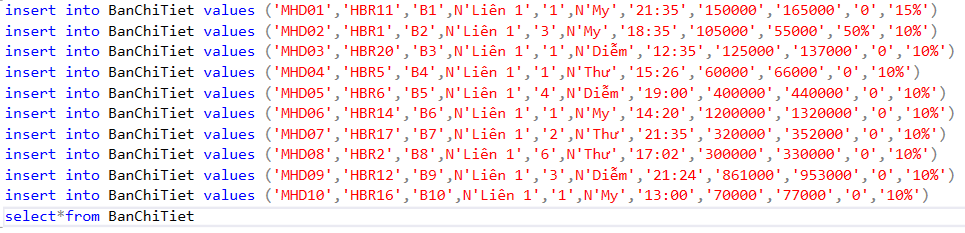 insert into BanChiTiet values ('MHD01','HBR11','B1',N'Liên 1','1',N'My','21:35','150000','165000','0','15%')
insert into BanChiTiet values ('MHD02','HBR1','B2',N'Liên 1','3',N'My','18:35','105000','55000','50%','10%')
insert into BanChiTiet values ('MHD03','HBR20','B3',N'Liên 1','1',N'Diễm','12:35','125000','137000','0','10%')
insert into BanChiTiet values ('MHD04','HBR5','B4',N'Liên 1','1',N'Thư','15:26','60000','66000','0','10%')
insert into BanChiTiet values ('MHD05','HBR6','B5',N'Liên 1','4',N'Diễm','19:00','400000','440000','0','10%')
insert into BanChiTiet values ('MHD06','HBR14','B6',N'Liên 1','1',N'My','14:20','1200000','1320000','0','10%')
insert into BanChiTiet values ('MHD07','HBR17','B7',N'Liên 1','2',N'Thư','21:35','320000','352000','0','10%')
insert into BanChiTiet values ('MHD08','HBR2','B8',N'Liên 1','6',N'Thư','17:02','300000','330000','0','10%')
insert into BanChiTiet values ('MHD09','HBR12','B9',N'Liên 1','3',N'Diễm','21:24','861000','953000','0','10%')
insert into BanChiTiet values ('MHD10','HBR16','B10',N'Liên 1','1',N'My','13:00','70000','77000','0','10%')
select*from BanChiTiet